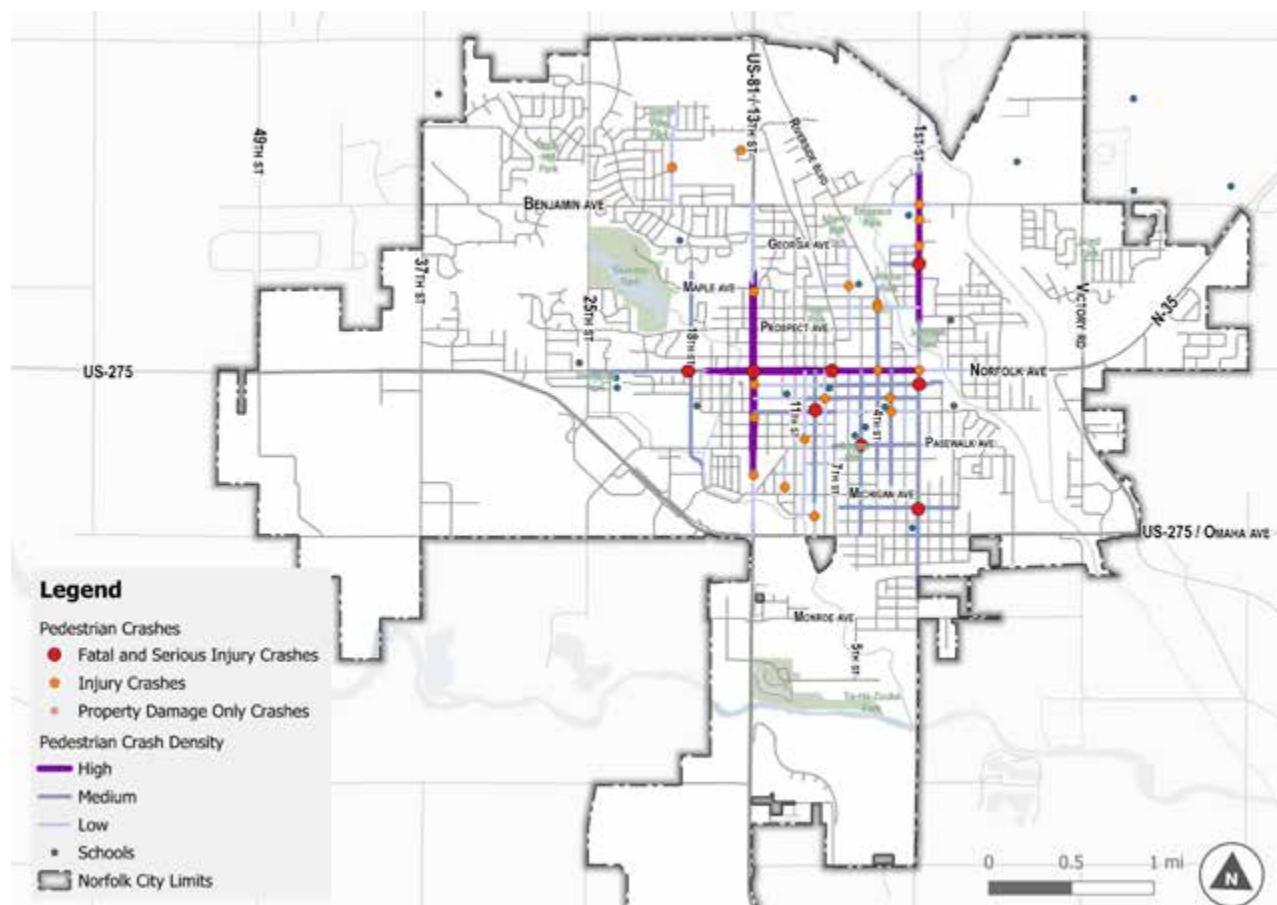 49TH ST
US-81 / 13TH ST
RIVERSIDE BLVD
1ST ST
BENJAMIN AVE
GEORGIA AVE
37TH ST
25TH ST
MAPLE AVE
VICTORY RD
N-35
PROSPECT AVE
18TH ST
US-275
NORFOLK AVE
11TH ST
4TH ST
PASEWALK AVE
7TH ST
MICHIGAN AVE
US-275 / OMAHA AVE
MONROE AVE
5TH ST
Ta-Ha-Zouka
Park
Legend
Pedestrian Crashes
Fatal and Serious Injury Crashes
Injury Crashes
Property Damage Only Crashes
Pedestrian Crash Density
High
Medium
Low
Schools
Norfolk City Limits
0 0.5 1 mi
N